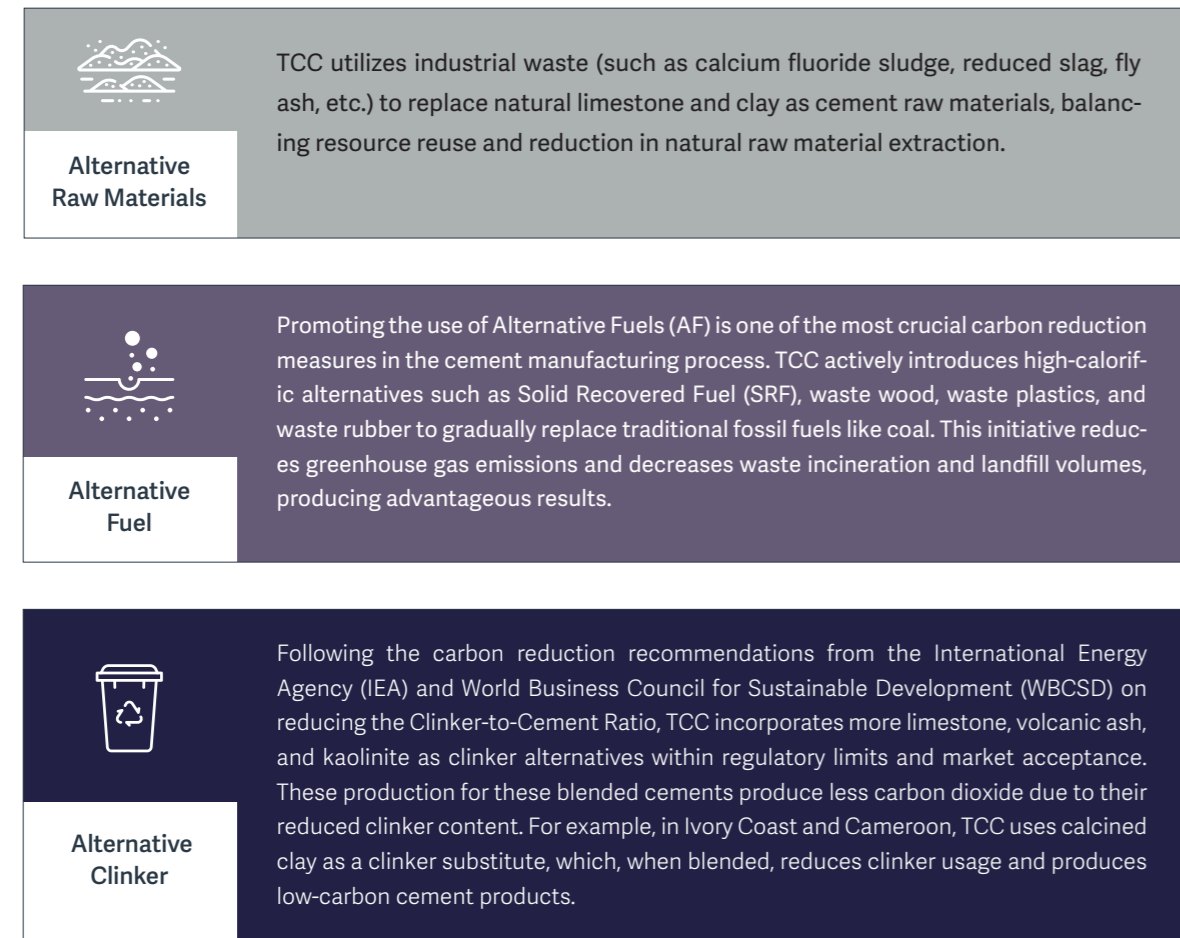 Alternative
Raw Materials
TCC utilizes industrial waste (such as calcium fluoride sludge, reduced slag, fly
ash, etc.) to replace natural limestone and clay as cement raw materials, balanc-
ing resource reuse and reduction in natural raw material extraction.
Alternative
Fuel
Promoting the use of Alternative Fuels (AF) is one of the most crucial carbon reduction
measures in the cement manufacturing process. TCC actively introduces high-calorif-
ic alternatives such as Solid Recovered Fuel (SRF), waste wood, waste plastics, and
waste rubber to gradually replace traditional fossil fuels like coal. This initiative reduc-
es greenhouse gas emissions and decreases waste incineration and landfill volumes,
producing advantageous results.
Alternative
Clinker
Following the carbon reduction recommendations from the International Energy
Agency (IEA) and World Business Council for Sustainable Development (WBCSD) on
reducing the Clinker-to-Cement Ratio, TCC incorporates more limestone, volcanic ash,
and kaolinite as clinker alternatives within regulatory limits and market acceptance.
These production for these blended cements produce less carbon dioxide due to their
reduced clinker content. For example, in Ivory Coast and Cameroon, TCC uses calcined
clay as a clinker substitute, which, when blended, reduces clinker usage and produces
low-carbon cement products.